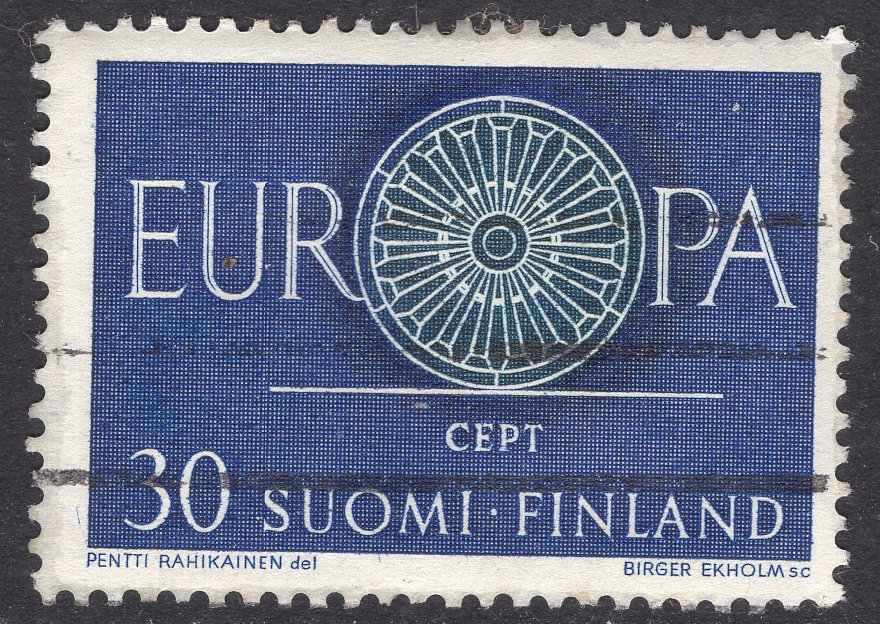 EUROPA
CEPT
30 SUOMI · FINLAND
PENTTI RAHIKAINEN del
BIRGER EKHOLM sc